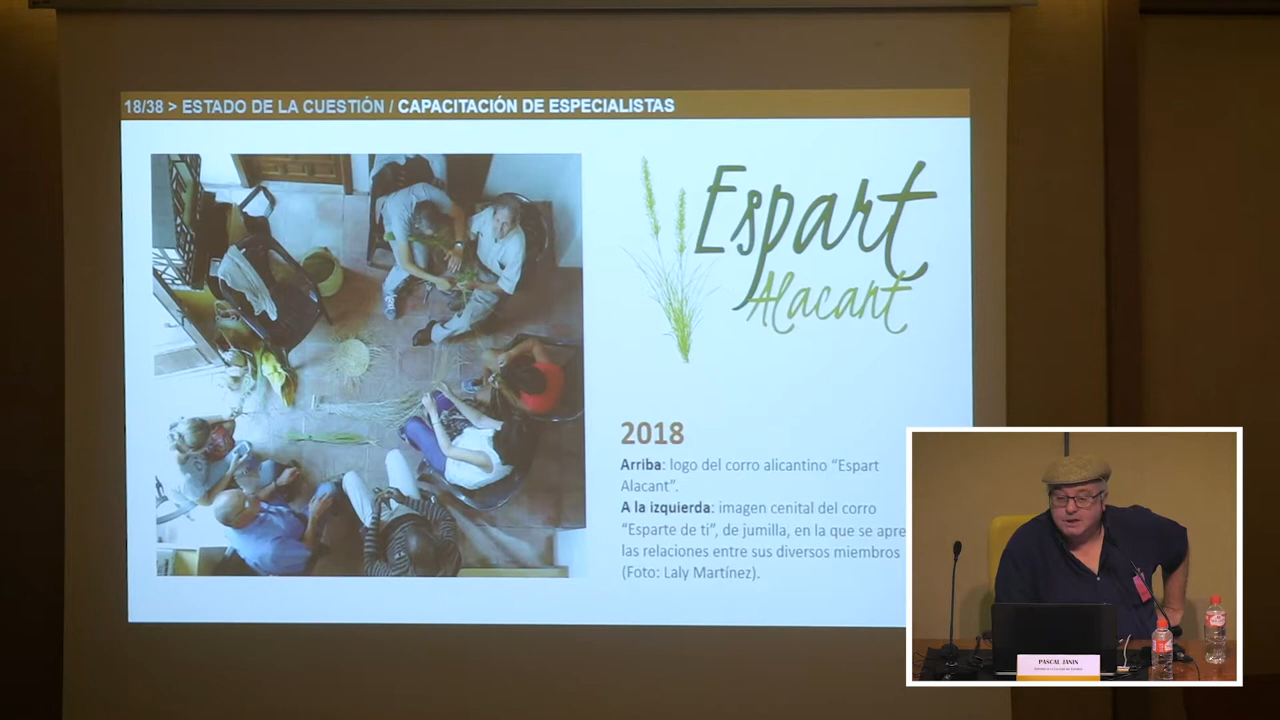 18/38 > ESTADO DE LA CUESTIÓN / CAPACITACIÓN DE ESPECIALISTAS
Espart
Alacant
2018
Arriba: logo del corro alicantino “Espart
Alacant”.
A la izquierda: imagen cenital del corro
“Esparte de ti”, de jumilla, en la que se apre
las relaciones entre sus diversos miembros
(Foto: Laly Martínez).
PASCAL JANIN